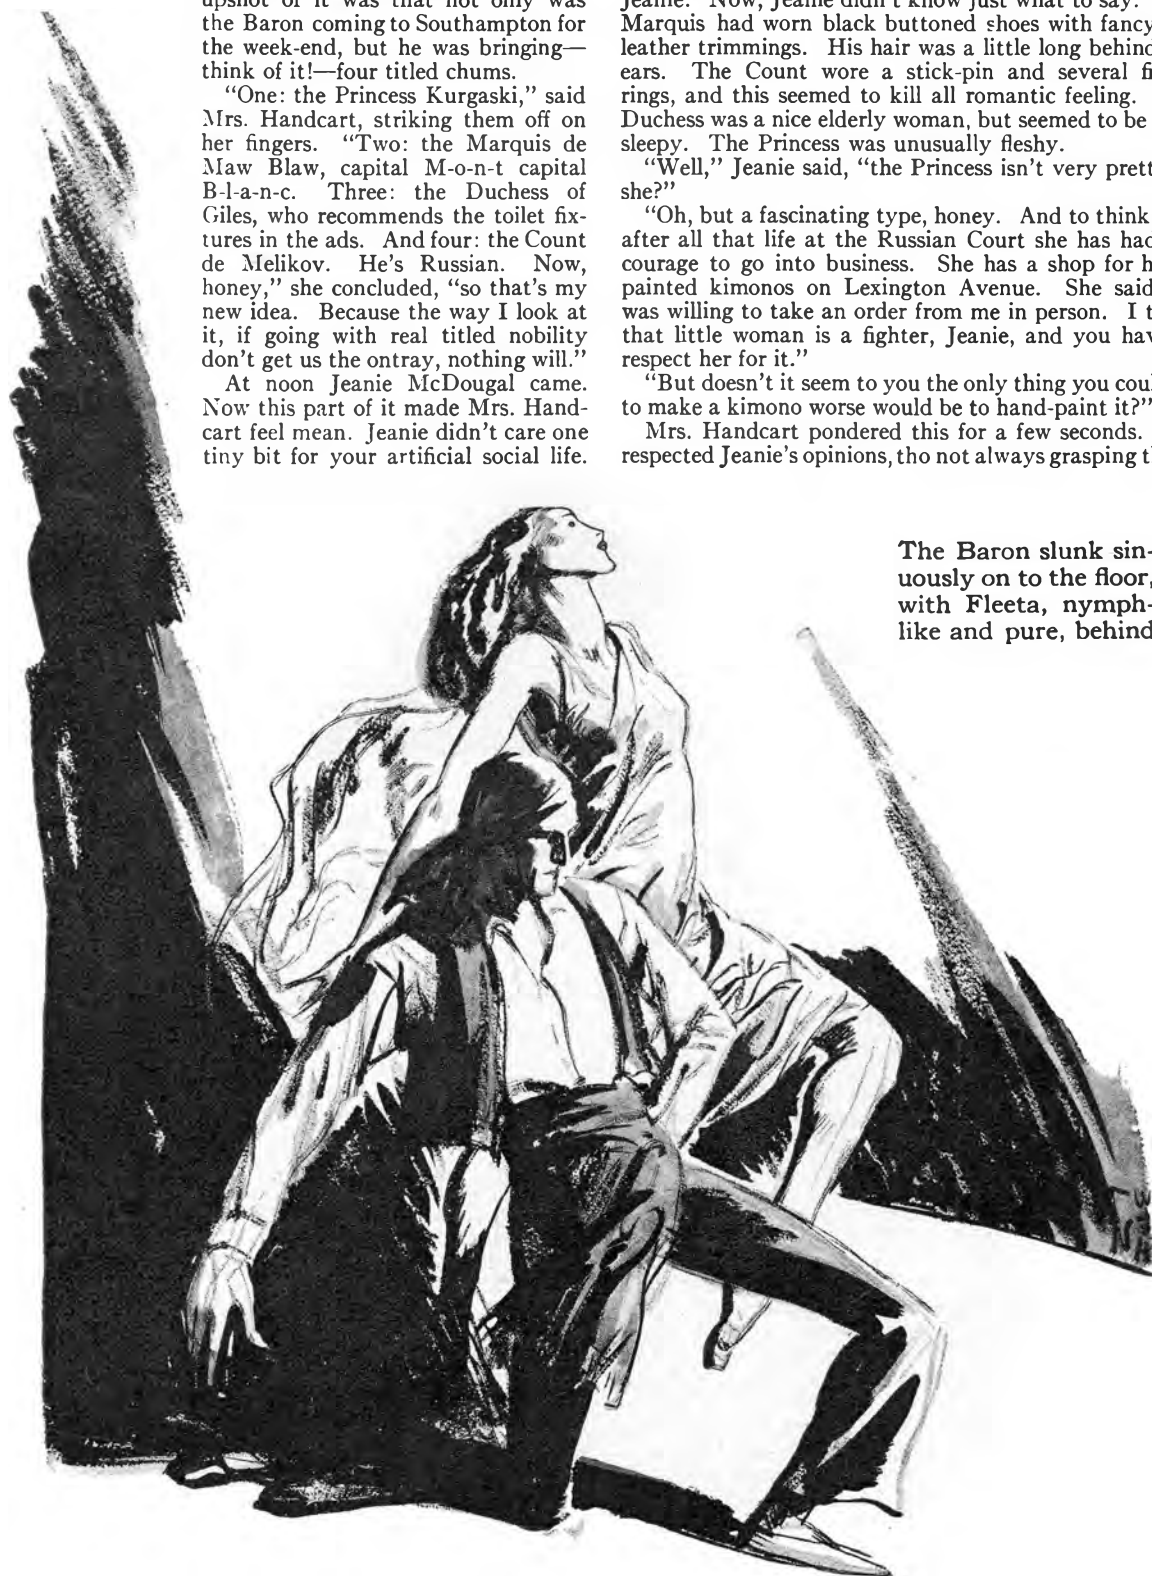 upshot of it was that not only was
the Baron coming to Southampton for
the week-end, but he was bringing—
think of it!—four titled chums.
“One: the Princess Kurgaski,” said
Mrs. Handcart, striking them off on
her fingers. “Two: the Marquis de
Maw Blaw, capital M-o-n-t capital
B-l-a-n-c. Three: the Duchess of
Giles, who recommends the toilet fix-
tures in the ads. And four: the Count
de Melikov. He’s Russian. Now,
honey,” she concluded, “so that’s my
new idea. Because the way I look at
it, if going with real titled nobility
don’t get us the ontray, nothing will.”
At noon Jeanie McDougal came.
Now this part of it made Mrs. Hand-
cart feel mean. Jeanie didn’t care one
tiny bit for your artificial social life.
Jeanie. Now, Jeanie didn’t know just what to say.
Marquis had worn black buttoned shoes with fancy
leather trimmings. His hair was a little long behind
ears. The Count wore a stick-pin and several fi
rings, and this seemed to kill all romantic feeling.
Duchess was a nice elderly woman, but seemed to be
sleepy. The Princess was unusually fleshy.
“Well,” Jeanie said, “the Princess isn’t very prett
she?”
“Oh, but a fascinating type, honey. And to think
after all that life at the Russian Court she has had
courage to go into business. She has a shop for h
painted kimonos on Lexington Avenue. She said
was willing to take an order from me in person. I t
that little woman is a fighter, Jeanie, and you hav
respect her for it.”
“But doesn’t it seem to you the only thing you coul
to make a kimono worse would be to hand-paint it?”
Mrs. Handcart pondered this for a few seconds.
respected Jeanie’s opinions, tho not always grasping t
The Baron slunk sin-
uously on to the floor,
with Fleeta, nymph-
like and pure, behind